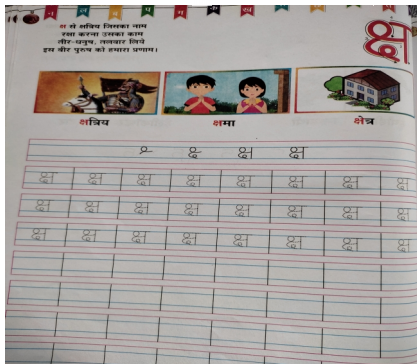 न ल ब प ग क ख
क्ष
क्ष से क्षत्रिय जिसका नाम
रक्षा करना उसका काम
तीर-धनुष, तलवार लिये
इस वीर पुरुष को हमारा प्रणाम।
क्षत्रिय क्षमा क्षेत्र
क्ष
क्ष क्ष क्ष क्ष क्ष क्ष क्ष क्ष
क्ष क्ष क्ष क्ष क्ष क्ष क्ष क्ष
क्ष क्ष क्ष क्ष क्ष क्ष क्ष क्ष